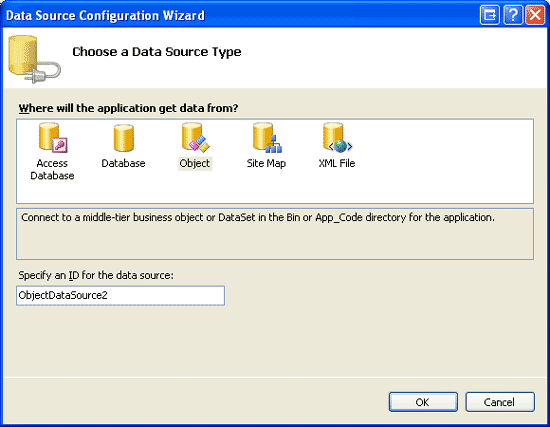 Data Source Configuration Wizard
Choose a Data Source Type
Where will the application get data from?
Access Database
Database
Object
Site Map
XML File
Connect to a middle-tier business object or DataSet in the Bin or App_Code directory for the application.
Specify an ID for the data source:
ObjectDataSource2
OK
Cancel